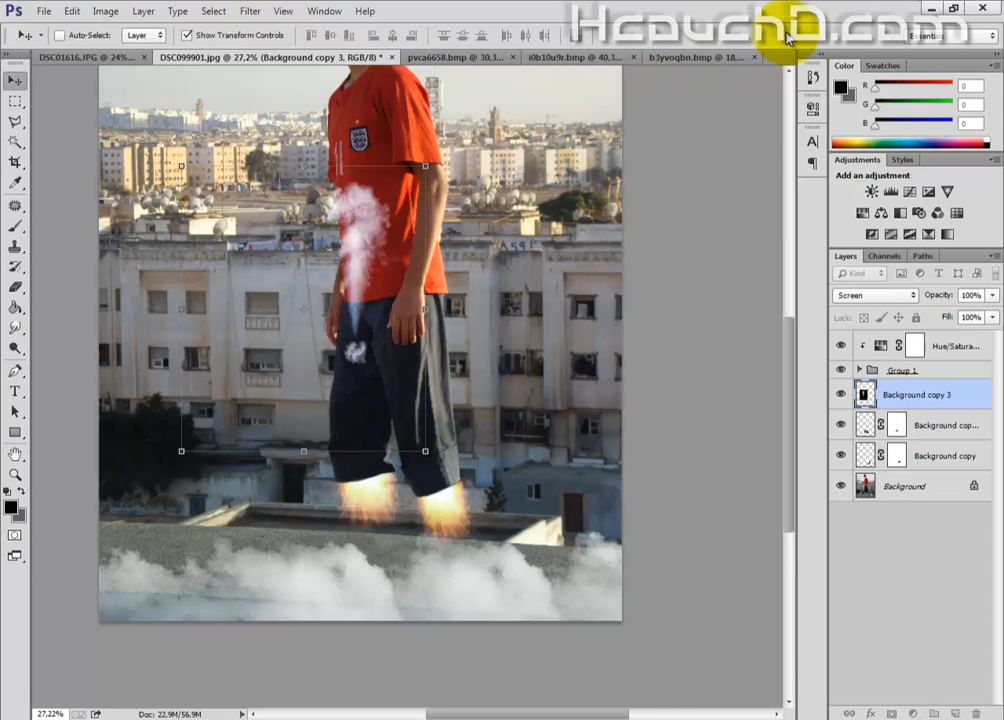 Ps File Edit Image Layer Type Select Filter View Window Help
HcouchD.com
Auto-Select: Layer Show Transform Controls Essentials
DSC01616.JPG @ 24%... × DSC099901.jpg @ 27,2% (Background copy 3, RGB/8) * × pvca6658.bmp @ 30,3... × i0b10u9r.bmp @ 40,3... × b3yvoqbn.bmp @ 18,... ×
Color Swatches
R 0
G 0
B 0
Adjustments Styles
Add an adjustment
Layers Channels Paths
Kind
Screen Opacity: 100%
Lock: Fill: 100%
Hue/Satura...
Group 1
Background copy 3
Background cop...
Background copy
Background
27,22% Doc: 22.9M/56.9M